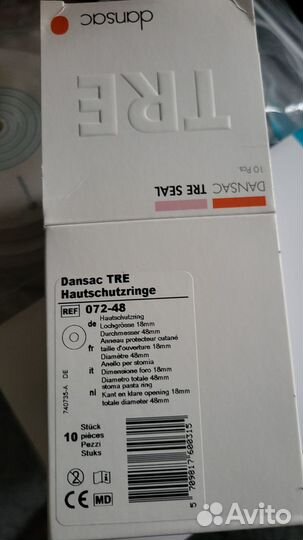 dansac
TRE
10 Pcs.
DANSAC TRE SEAL
Dansac TRE
Hautschutzringe
REF 072-48
de Hautschutzring
Lochgrösse 18mm
Durchmesser 48mm
fr Anneau protecteur cutané
taille d'ouverture 18mm
Diamètre 48mm
it Anello per stomia
Dimensione foro 18mm
Diametro totale 48mm
nl stoma pasta ring
Kant en klare opening 18mm
totale diameter 48mm
740735-A DE
10 Stück
pièces
Pezzi
Stuks
CE MD
5 709017 600315
Avito